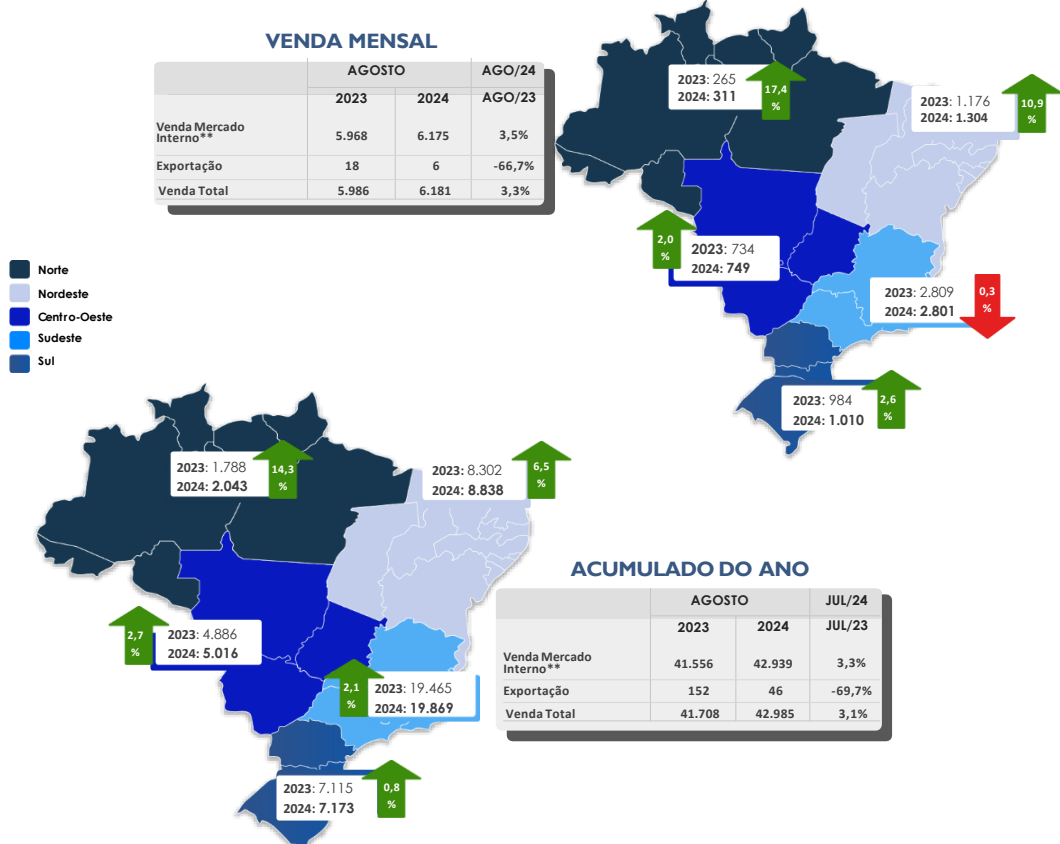 VENDA MENSAL
AGOSTO AGO/24
2023 2024 AGO/23
Venda Mercado
Interno** 5.968 6.175 3,5%
Exportação 18 6 -66,7%
Venda Total 5.986 6.181 3,3%
2023: 265
2024: 311
17,4
%
2023: 1.176
2024: 1.304
10,9
%
2,0
%
2023: 734
2024: 749
2023: 2.809
2024: 2.801
0,3
%
2023: 984
2024: 1.010
2,6
%
Norte
Nordeste
Centro-Oeste
Sudeste
Sul
2023: 1.788
2024: 2.043
14,3
%
2023: 8.302
2024: 8.838
6,5
%
2,7
%
2023: 4.886
2024: 5.016
2,1
%
2023: 19.465
2024: 19.869
2023: 7.115
2024: 7.173
0,8
%
ACUMULADO DO ANO
AGOSTO JUL/24
2023 2024 JUL/23
Venda Mercado
Interno** 41.556 42.939 3,3%
Exportação 152 46 -69,7%
Venda Total 41.708 42.985 3,1%